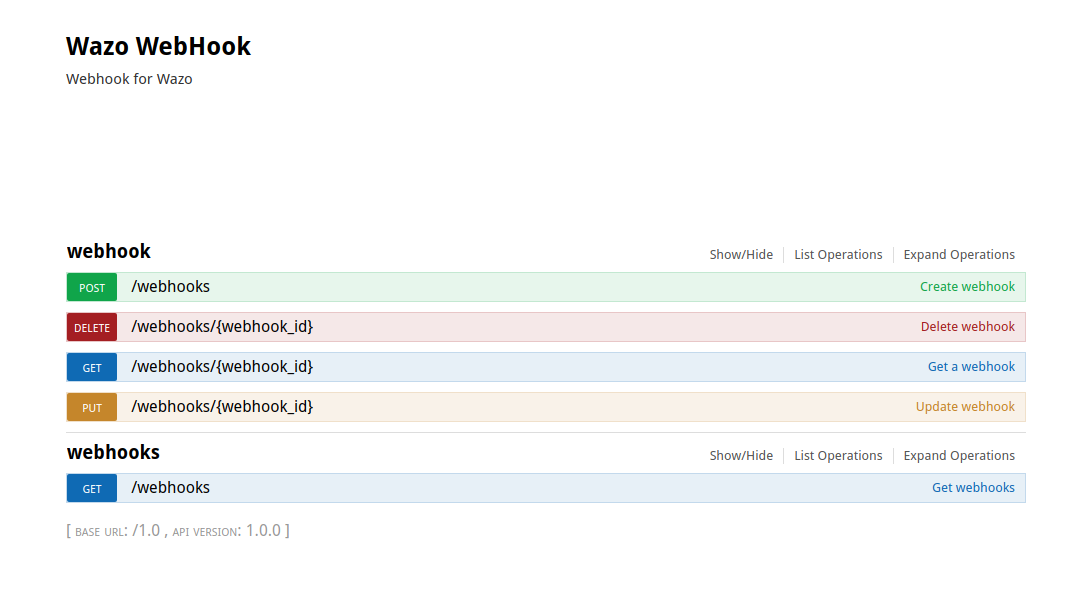 Wazo WebHook
Webhook for Wazo
webhook Show/Hide List Operations Expand Operations
POST /webhooks Create webhook
DELETE /webhooks/{webhook_id} Delete webhook
GET /webhooks/{webhook_id} Get a webhook
PUT /webhooks/{webhook_id} Update webhook
webhooks Show/Hide List Operations Expand Operations
GET /webhooks Get webhooks
[ BASE URL: /1.0 , API VERSION: 1.0.0 ]